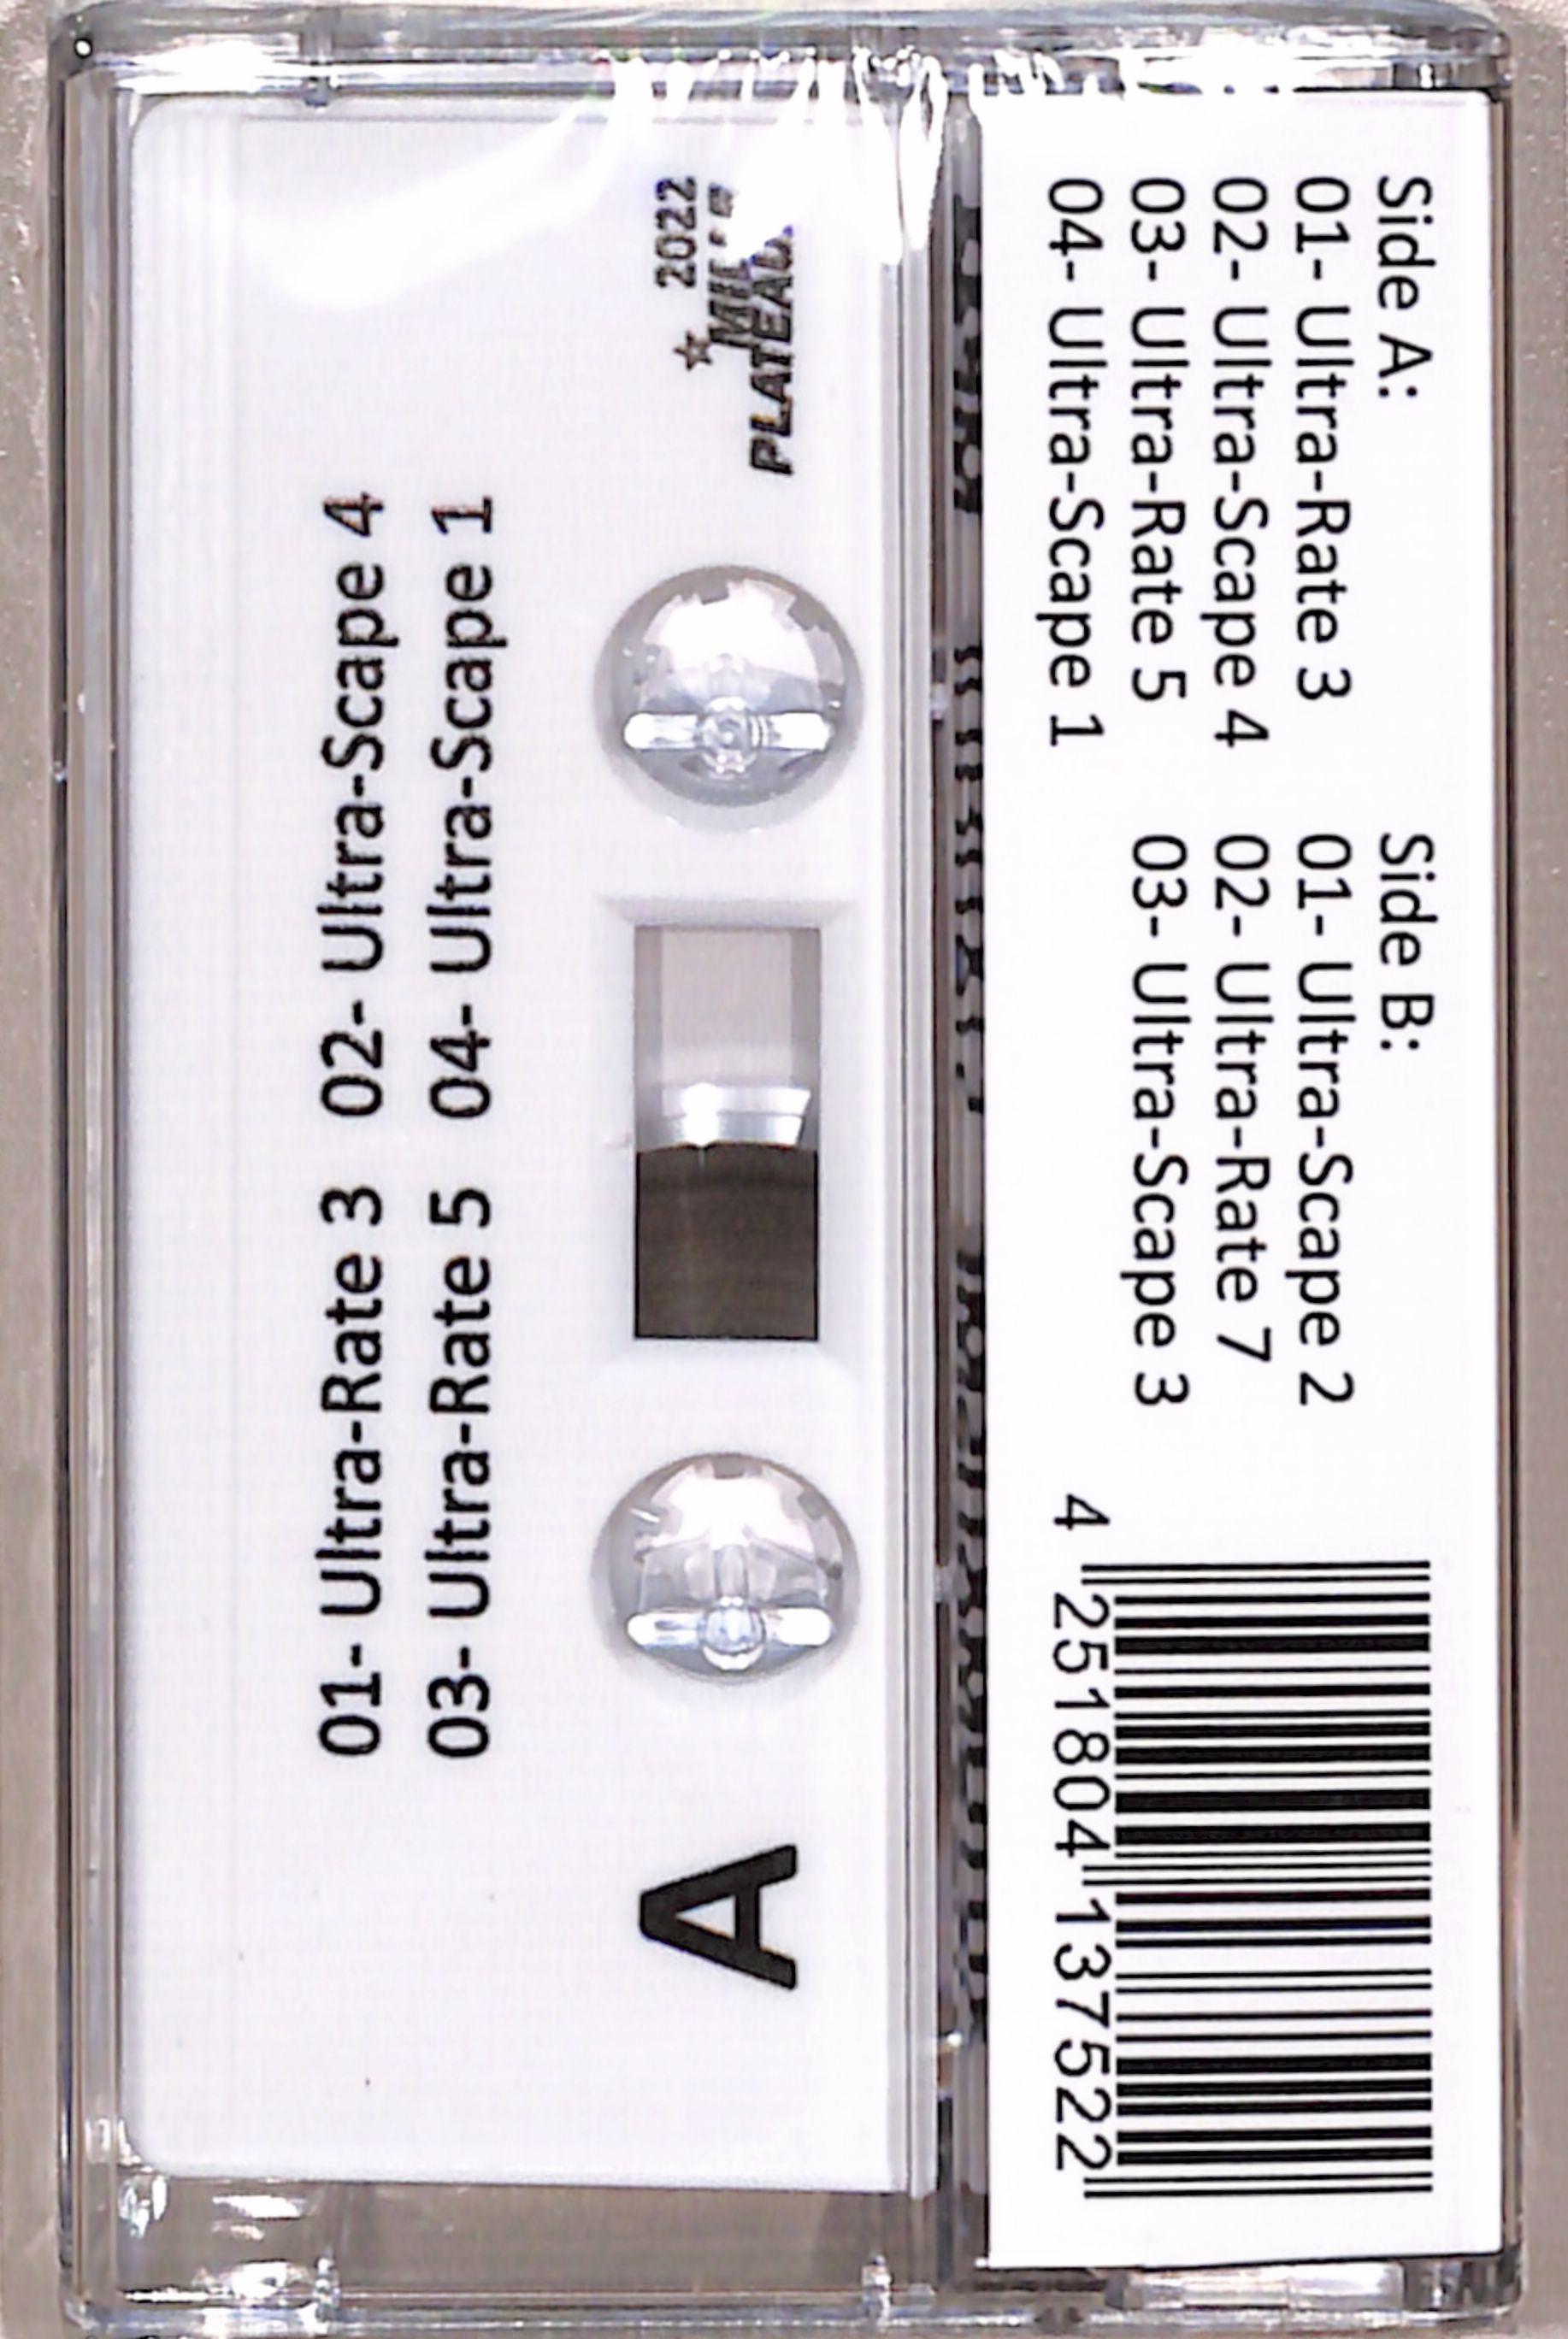 Side A:
01- Ultra-Rate 3
02- Ultra-Scape 4
03- Ultra-Rate 5
04- Ultra-Scape 1
Side B:
01- Ultra-Scape 2
02- Ultra-Rate 7
03- Ultra-Scape 3
4 251804 137522
01- Ultra-Rate 3 02- Ultra-Scape 4
03- Ultra-Rate 5 04- Ultra-Scape 1
A
2022